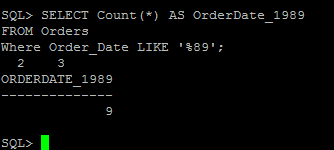 SQL> SELECT Count(*) AS OrderDate_1989
FROM Orders
Where Order_Date LIKE '%89';
  2    3
ORDERDATE_1989
--------------
             9
SQL>